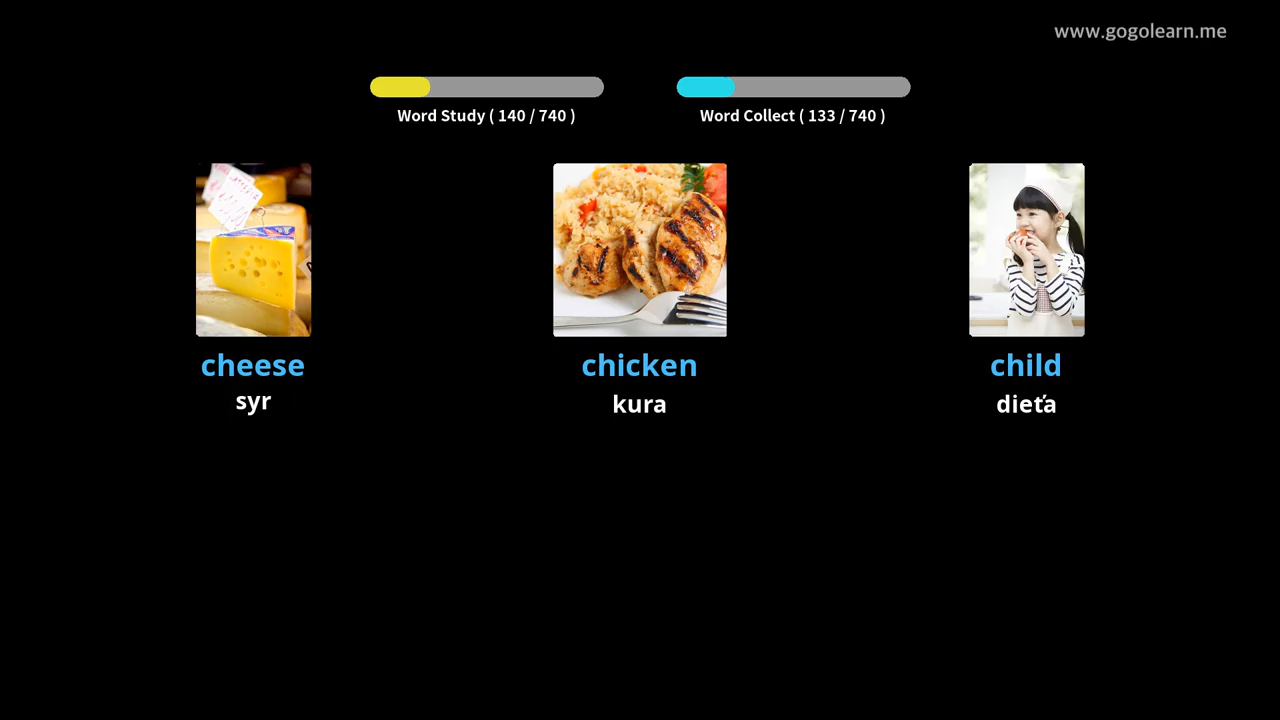 www.gogolearn.me
Word Study ( 140 / 740 )
Word Collect ( 133 / 740 )
cheese
syr
chicken
kura
child
dieťa